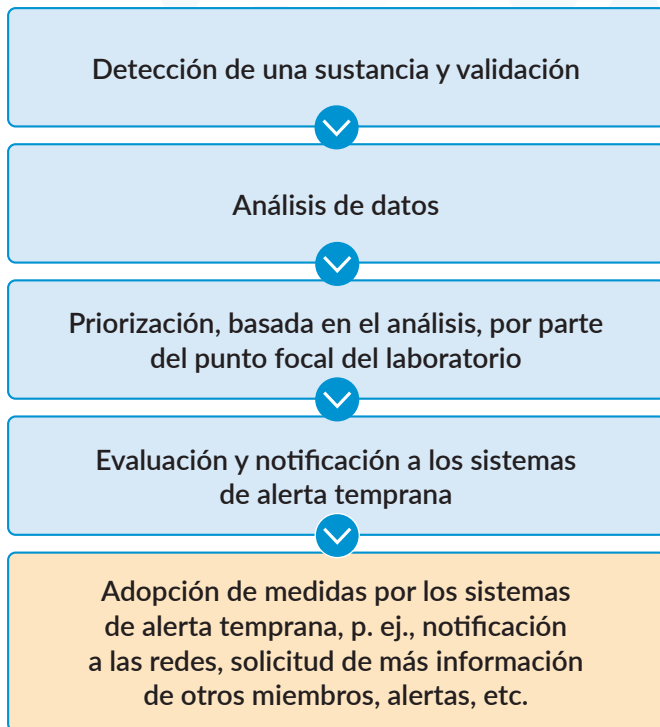 Detección de una sustancia y validación
Análisis de datos
Priorización, basada en el análisis, por parte
del punto focal del laboratorio
Evaluación y notificación a los sistemas
de alerta temprana
Adopción de medidas por los sistemas
de alerta temprana, p. ej., notificación
a las redes, solicitud de más información
de otros miembros, alertas, etc.